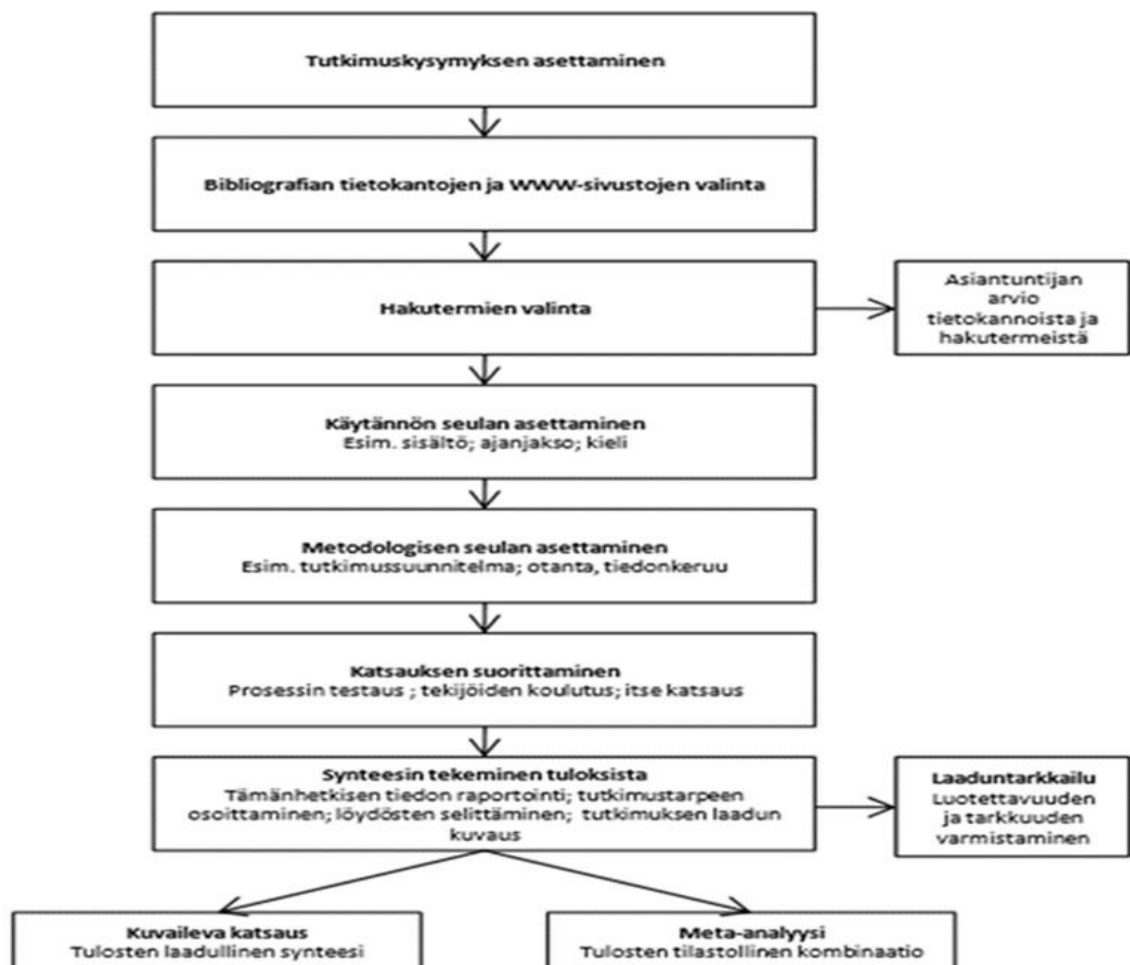 Tutkimuskysymyksen asettaminen
Bibliografian tietokantojen ja WWW-sivustojen valinta
Hakutermien valinta
Asiantuntijan
arvio
tietokannoista ja
hakutermeistä
Käytännön seulan asettaminen
Esim. sisältö; ajanjakso; kieli
Metodologisen seulan asettaminen
Esim. tutkimussuunnitelma; otanta, tiedonkeruu
Katsauksen suorittaminen
Prosessin testaus ; tekijöiden koulutus; itse katsaus
Synteesin tekeminen tuloksista
Tämänhetkisen tiedon raportointi; tutkimustarpeen
osoittaminen; löydösten selittäminen; tutkimuksen laadun
kuvaus
Laaduntarkkailu
Luotettavuuden
ja tarkkuuden
varmistaminen
Kuvaileva katsaus
Tulosten laadullinen synteesi
Meta-analyysi
Tulosten tilastollinen kombinaatio